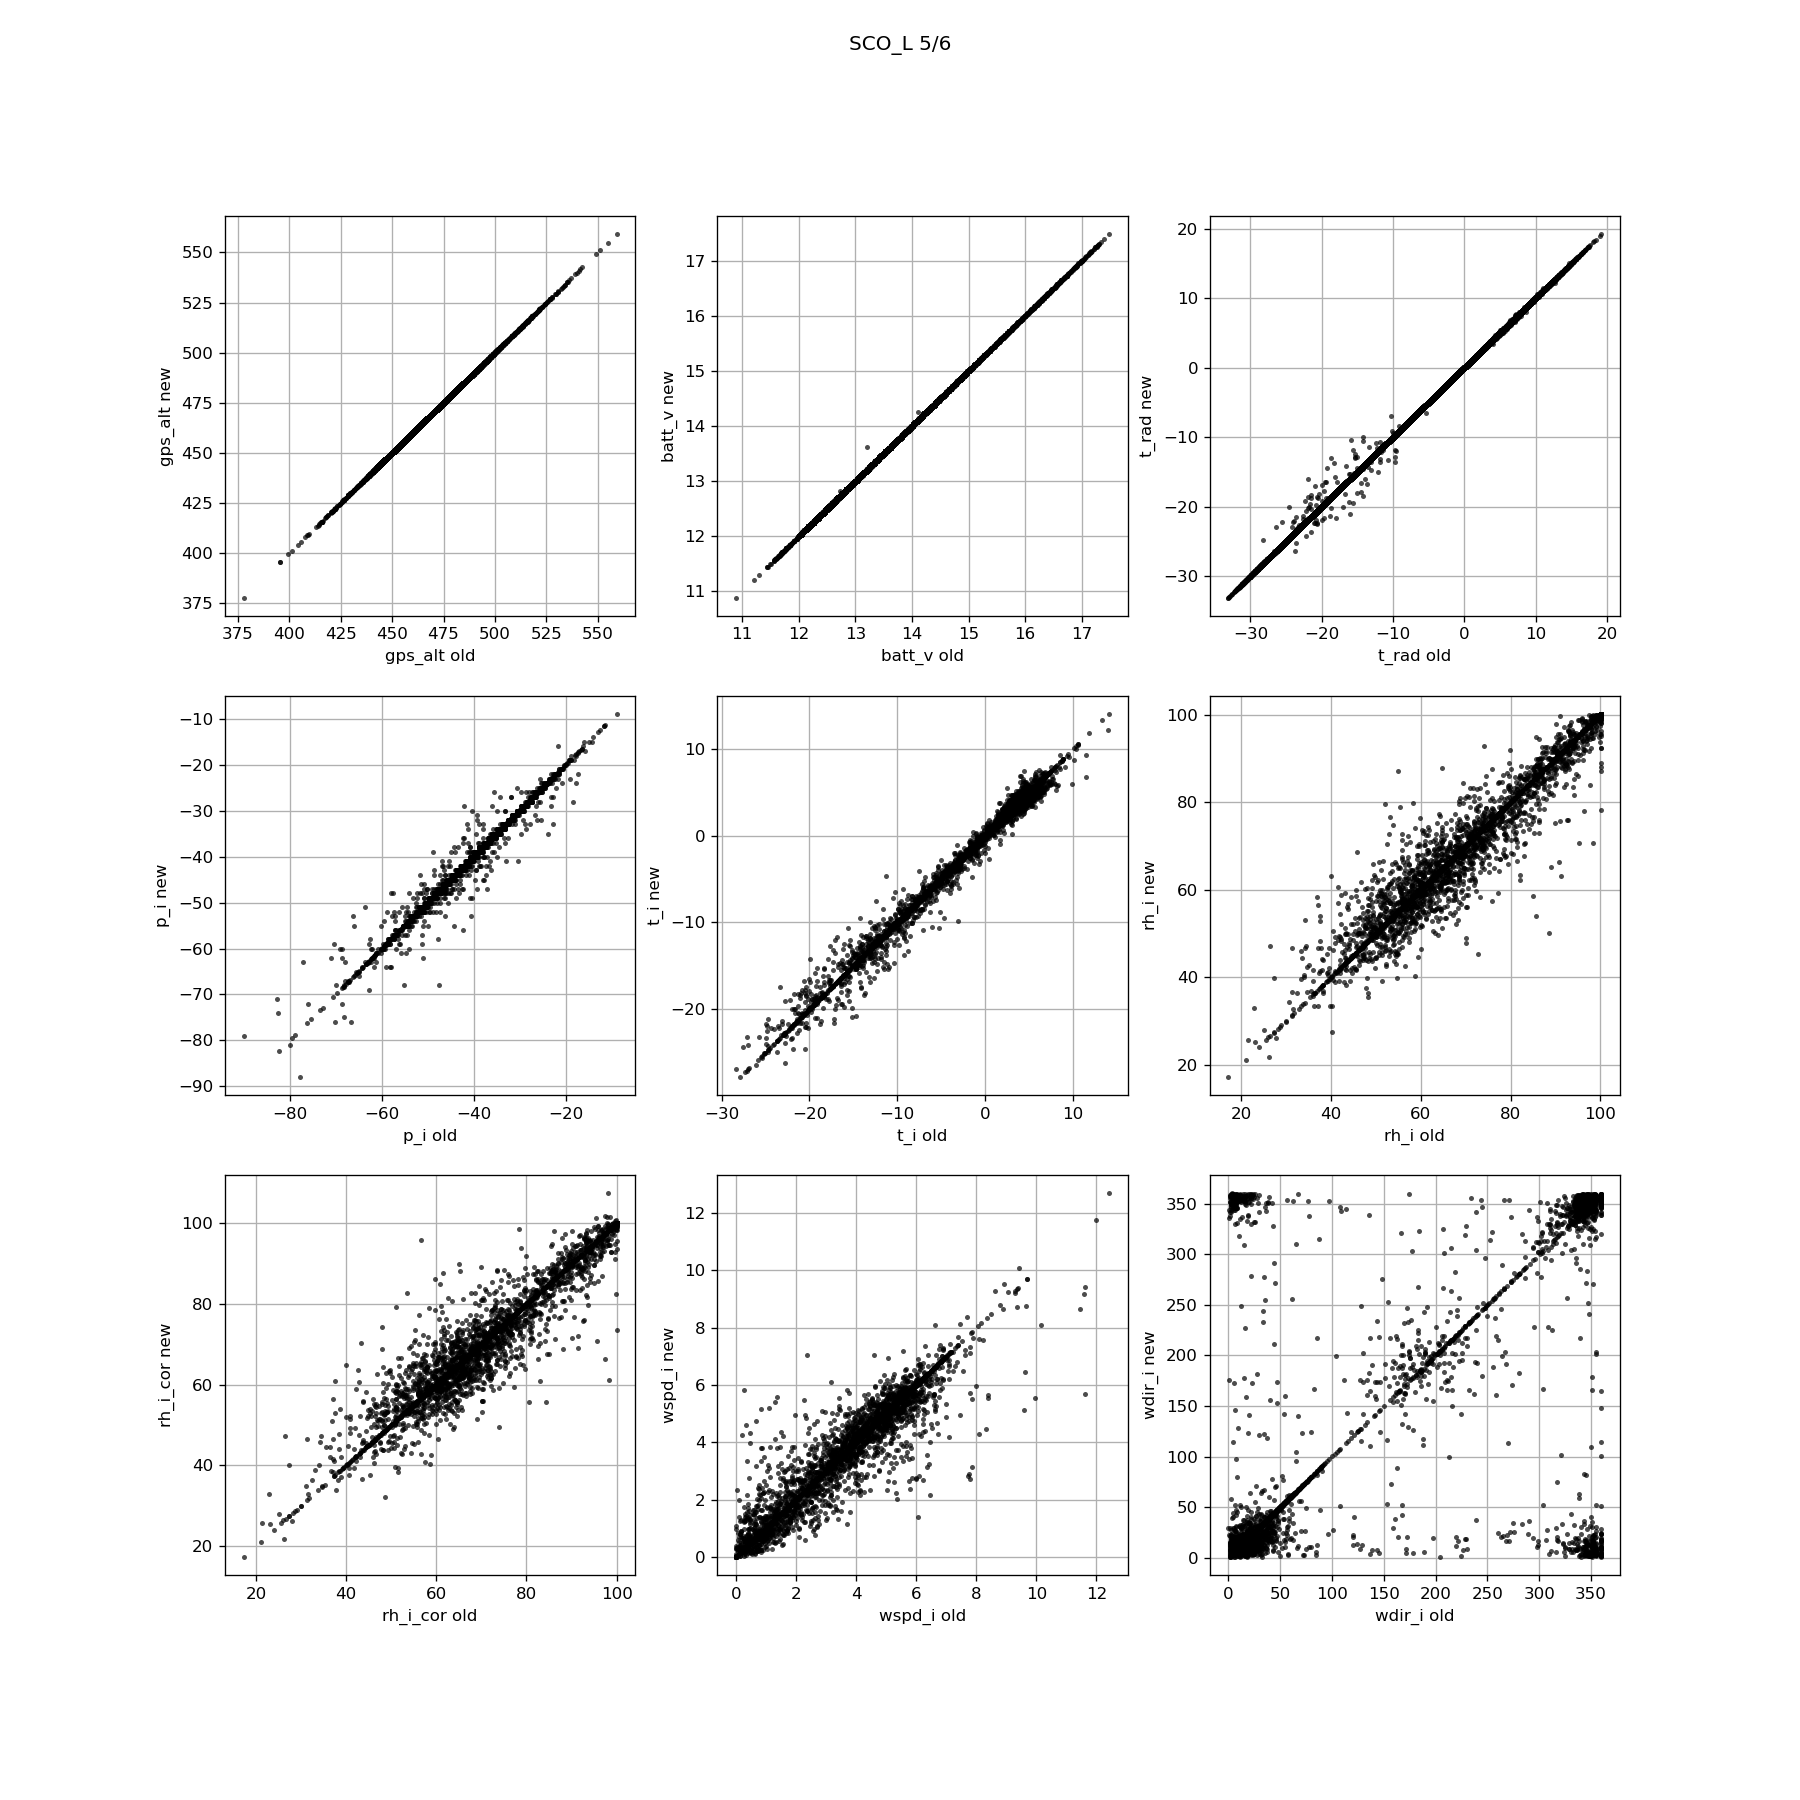 SCO_L 5/6
550
525
500
475
450
425
400
375
gps_alt new
375 400 425 450 475 500 525 550
gps_alt old
17
16
15
14
13
12
11
batt_v new
11 12 13 14 15 16 17
batt_v old
20
10
0
−10
−20
−30
t_rad new
−30 −20 −10 0 10 20
t_rad old
−10
−20
−30
−40
−50
−60
−70
−80
−90
p_i new
−80 −60 −40 −20
p_i old
10
0
−10
−20
t_i new
−30 −20 −10 0 10
t_i old
100
80
60
40
20
rh_i new
20 40 60 80 100
rh_i old
100
80
60
40
20
rh_i_cor new
20 40 60 80 100
rh_i_cor old
12
10
8
6
4
2
0
wspd_i new
0 2 4 6 8 10 12
wspd_i old
350
300
250
200
150
100
50
0
wdir_i new
0 50 100 150 200 250 300 350
wdir_i old